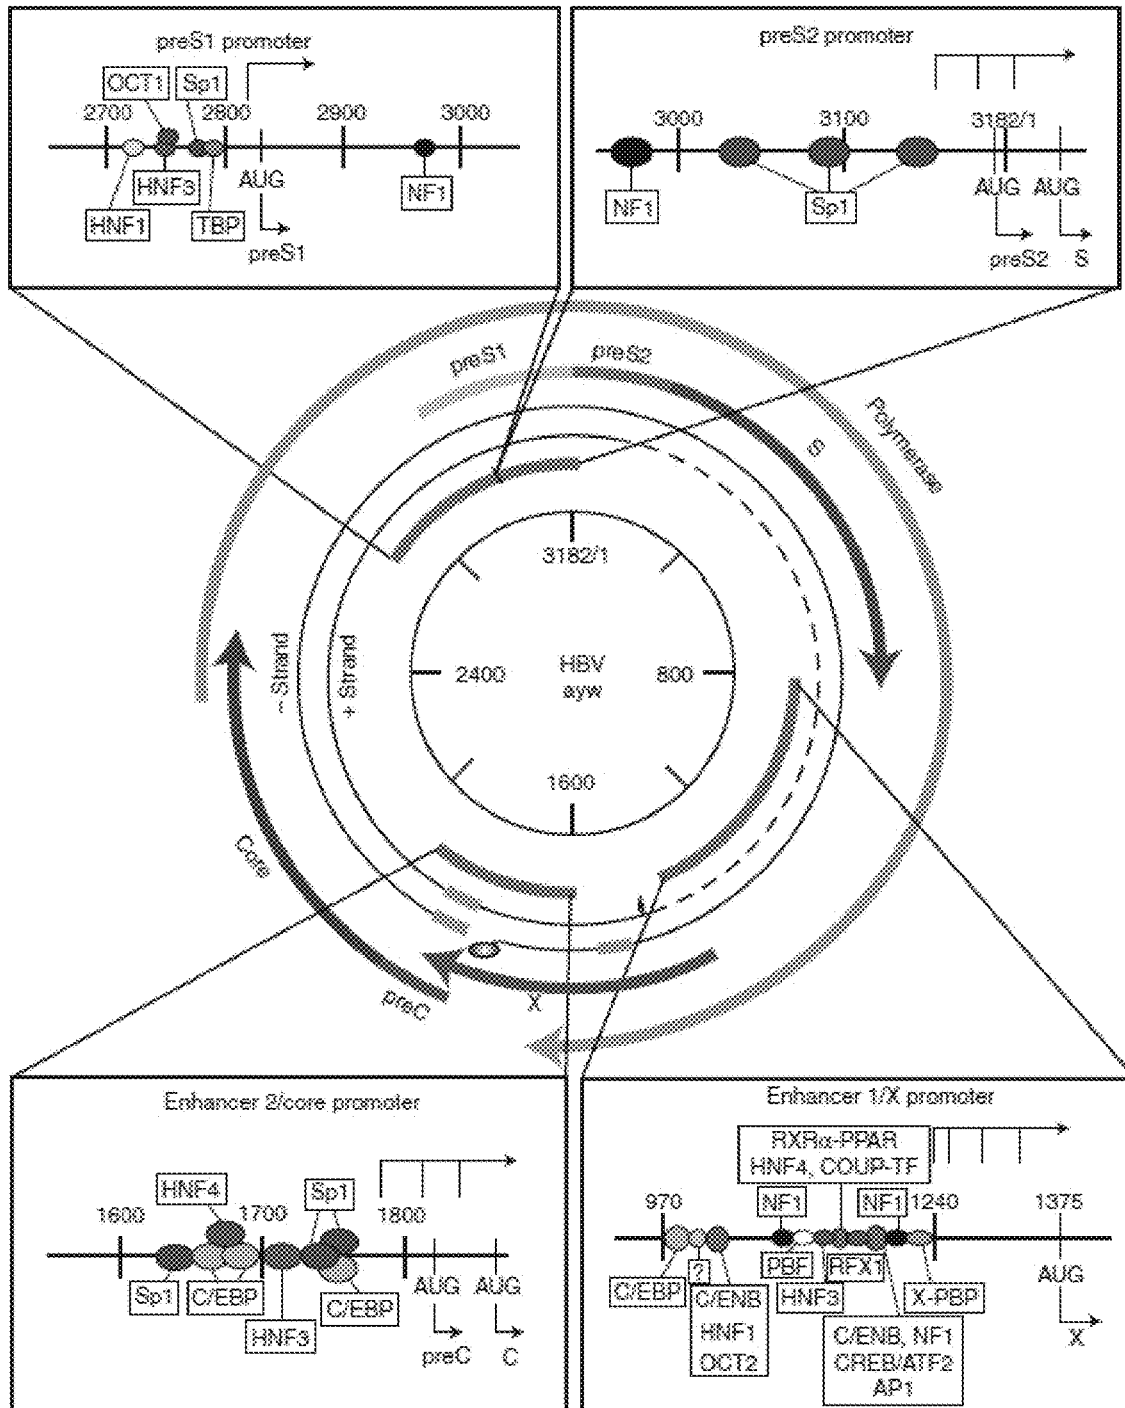 preS1 promoter
OCT1 Sp1
2700 2800 2900 3000
HNF3 AUG NF1
HNF1 TBP
preS1
preS2 promoter
3000 3100 3182/1
NF1 Sp1 AUG AUG
preS2 S
preS1 preS2
S
Polymerase
3182/1
- Strand
+ Strand
2400
HBV
ayw
800
1600
Core
preC
X
Enhancer 2/core promoter
HNF4 Sp1
1600 1700 1800
Sp1 C/EBP C/EBP AUG AUG
HNF3
preC C
Enhancer 1/X promoter
RXRα-PPAR
HNF4, COUP-TF
970 NF1 NF1 1240 1375
PBF RFX1 AUG
C/EBP ? C/ENB HNF3 X-PBP
HNF1
OCT2
C/ENB, NF1
CREB/ATF2
AP1
X